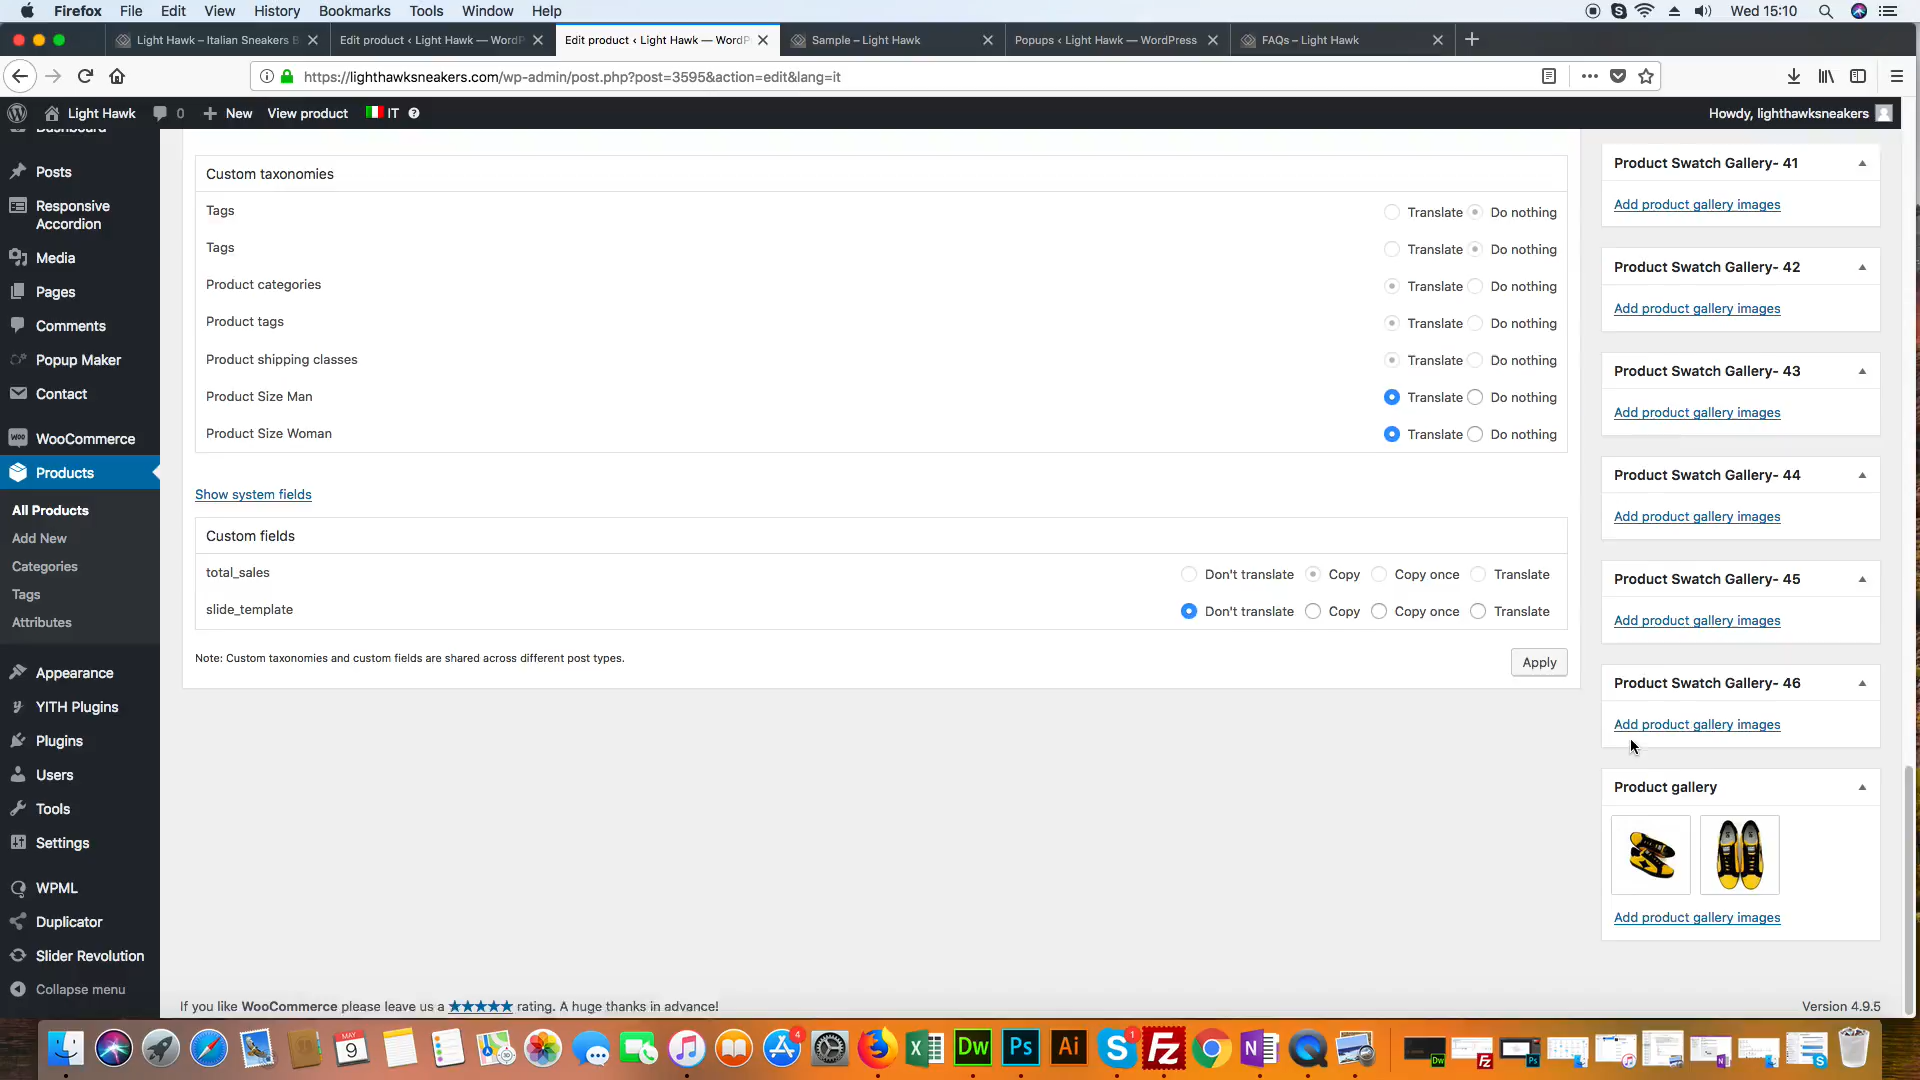 Firefox File Edit View History Bookmarks Tools Window Help Wed 15:10
Light Hawk – Italian Sneakers B Edit product ‹ Light Hawk — WordP Edit product ‹ Light Hawk — WordP Sample – Light Hawk Popups ‹ Light Hawk — WordPress FAQs – Light Hawk
https://lighthawksneakers.com/wp-admin/post.php?post=3595&action=edit&lang=it
Light Hawk 0 New View product IT Howdy, lighthawksneakers
Dashboard
Posts
Responsive
Accordion
Media
Pages
Comments
Popup Maker
Contact
WooCommerce
Products
All Products
Add New
Categories
Tags
Attributes
Appearance
YITH Plugins
Plugins
Users
Tools
Settings
WPML
Duplicator
Slider Revolution
Collapse menu
Custom taxonomies
Tags Translate Do nothing
Tags Translate Do nothing
Product categories Translate Do nothing
Product tags Translate Do nothing
Product shipping classes Translate Do nothing
Product Size Man Translate Do nothing
Product Size Woman Translate Do nothing
Show system fields
Custom fields
total_sales Don't translate Copy Copy once Translate
slide_template Don't translate Copy Copy once Translate
Note: Custom taxonomies and custom fields are shared across different post types.
Apply
Product Swatch Gallery- 41
Add product gallery images
Product Swatch Gallery- 42
Add product gallery images
Product Swatch Gallery- 43
Add product gallery images
Product Swatch Gallery- 44
Add product gallery images
Product Swatch Gallery- 45
Add product gallery images
Product Swatch Gallery- 46
Add product gallery images
Product gallery
Add product gallery images
If you like WooCommerce please leave us a ★★★★★ rating. A huge thanks in advance! Version 4.9.5
MAY
9
4
Dw
Ps
Ai
1
Fz
N